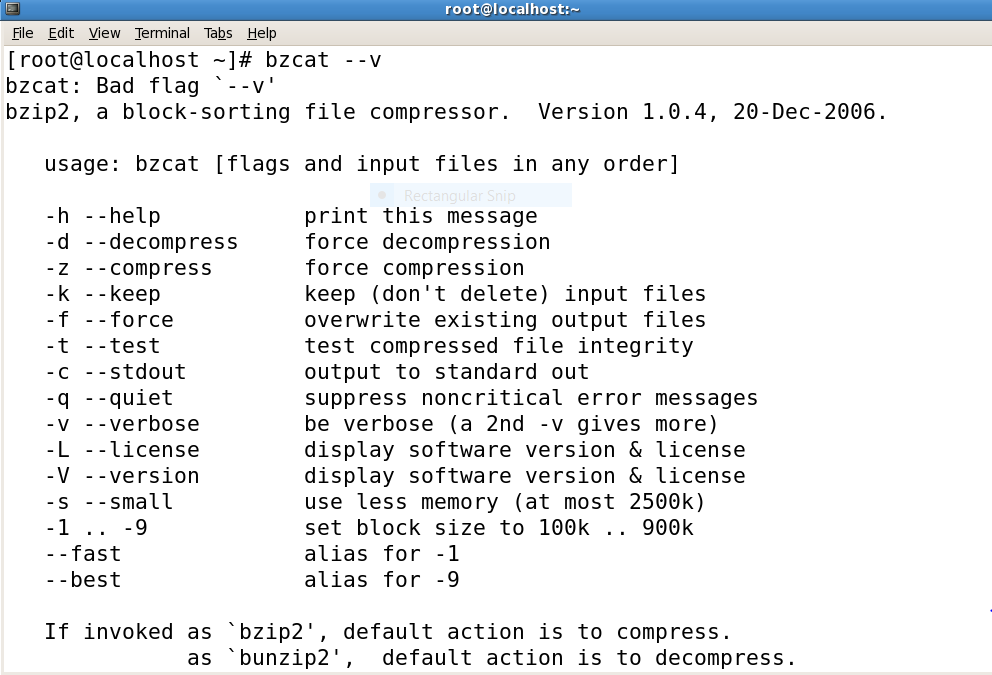 root@localhost:~
File Edit View Terminal Tabs Help
[root@localhost ~]# bzcat --v
bzcat: Bad flag `--v'
bzip2, a block-sorting file compressor.  Version 1.0.4, 20-Dec-2006.
usage: bzcat [flags and input files in any order]
Rectangular Snip
-h --help           print this message
-d --decompress     force decompression
-z --compress       force compression
-k --keep           keep (don't delete) input files
-f --force          overwrite existing output files
-t --test           test compressed file integrity
-c --stdout         output to standard out
-q --quiet          suppress noncritical error messages
-v --verbose        be verbose (a 2nd -v gives more)
-L --license        display software version & license
-V --version        display software version & license
-s --small          use less memory (at most 2500k)
-1 .. -9            set block size to 100k .. 900k
--fast              alias for -1
--best              alias for -9
If invoked as `bzip2', default action is to compress.
as `bunzip2',  default action is to decompress.